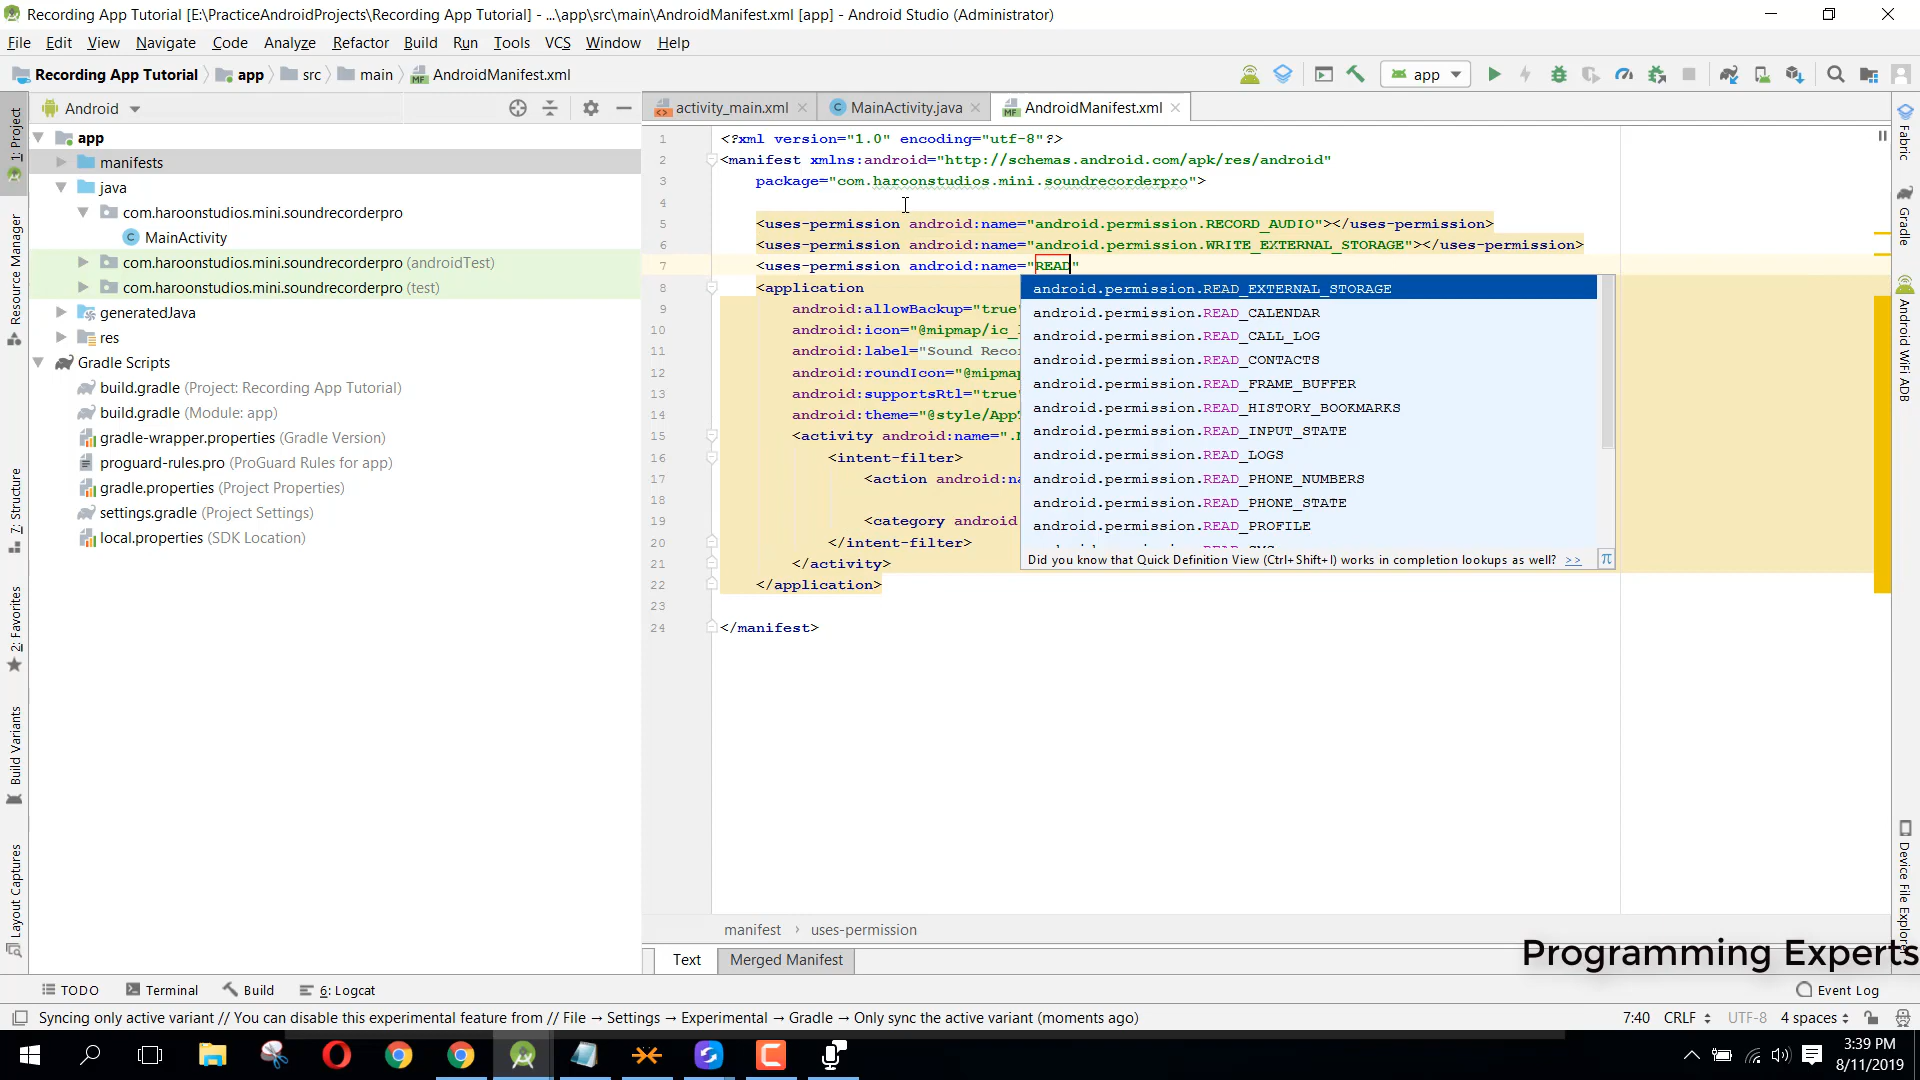 Recording App Tutorial [E:\PracticeAndroidProjects\Recording App Tutorial] - ...\app\src\main\AndroidManifest.xml [app] - Android Studio (Administrator)
File Edit View Navigate Code Analyze Refactor Build Run Tools VCS Window Help
Recording App Tutorial app src main AndroidManifest.xml app
Android
activity_main.xml MainActivity.java AndroidManifest.xml
app
manifests
java
com.haroonstudios.mini.soundrecorderpro
MainActivity
com.haroonstudios.mini.soundrecorderpro (androidTest)
com.haroonstudios.mini.soundrecorderpro (test)
generatedJava
res
Gradle Scripts
build.gradle (Project: Recording App Tutorial)
build.gradle (Module: app)
gradle-wrapper.properties (Gradle Version)
proguard-rules.pro (ProGuard Rules for app)
gradle.properties (Project Properties)
settings.gradle (Project Settings)
local.properties (SDK Location)
1: Project
Resource Manager
7: Structure
2: Favorites
Build Variants
Layout Captures
1 <?xml version="1.0" encoding="utf-8"?>
2 <manifest xmlns:android="http://schemas.android.com/apk/res/android"
3 package="com.haroonstudios.mini.soundrecorderpro">
4
5 <uses-permission android:name="android.permission.RECORD_AUDIO"></uses-permission>
6 <uses-permission android:name="android.permission.WRITE_EXTERNAL_STORAGE"></uses-permission>
7 <uses-permission android:name="READ"
8 <application
9 android:allowBackup="true"
10 android:icon="@mipmap/ic_
11 android:label="Sound Reco
12 android:roundIcon="@mipmap
13 android:supportsRtl="true"
14 android:theme="@style/App
15 <activity android:name="
16 <intent-filter>
17 <action android:na
18
19 <category android
20 </intent-filter>
21 </activity>
22 </application>
23
24 </manifest>
android.permission.READ_EXTERNAL_STORAGE
android.permission.READ_CALENDAR
android.permission.READ_CALL_LOG
android.permission.READ_CONTACTS
android.permission.READ_FRAME_BUFFER
android.permission.READ_HISTORY_BOOKMARKS
android.permission.READ_INPUT_STATE
android.permission.READ_LOGS
android.permission.READ_PHONE_NUMBERS
android.permission.READ_PHONE_STATE
android.permission.READ_PROFILE
Did you know that Quick Definition View (Ctrl+Shift+I) works in completion lookups as well? >> π
Fabric
Gradle
Android WiFi ADB
Device File Explorer
manifest › uses-permission
Text Merged Manifest
Programming Experts
TODO Terminal Build 6: Logcat Event Log
Syncing only active variant // You can disable this experimental feature from // File → Settings → Experimental → Gradle → Only sync the active variant (moments ago) 7:40 CRLF UTF-8 4 spaces
3:39 PM
8/11/2019